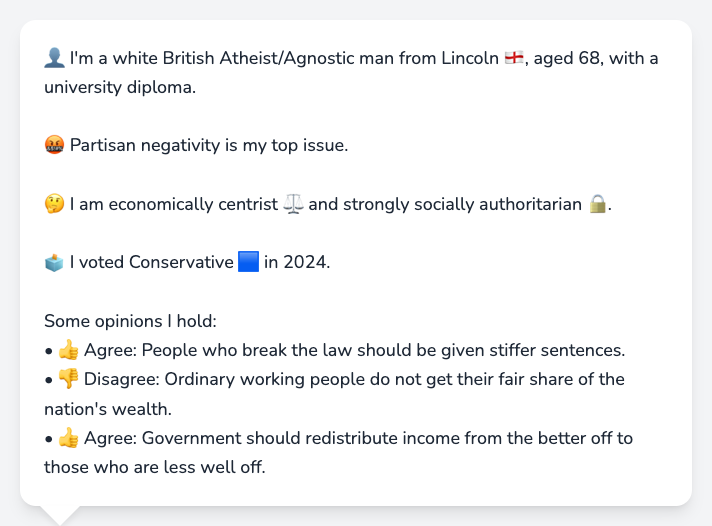 👤 I'm a white British Atheist/Agnostic man from Lincoln 🏴󠁧󠁢󠁥󠁮󠁧󠁿, aged 68, with a
university diploma.
🤬 Partisan negativity is my top issue.
🤔 I am economically centrist ⚖️ and strongly socially authoritarian 🔒.
🗳️ I voted Conservative 🟦 in 2024.
Some opinions I hold:
• 👍 Agree: People who break the law should be given stiffer sentences.
• 👎 Disagree: Ordinary working people do not get their fair share of the
nation's wealth.
• 👍 Agree: Government should redistribute income from the better off to
those who are less well off.